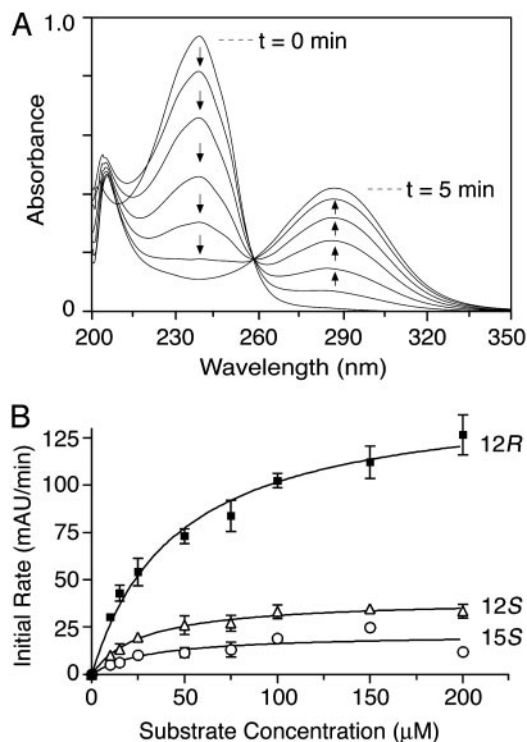 A
1.0
t = 0 min
Absorbance
t = 5 min
0
200 230 260 290 320 350
Wavelength (nm)
B
125
100
75
50
25
0
Initial Rate (mAU/min)
12R
12S
15S
0 50 100 150 200
Substrate Concentration (μM)